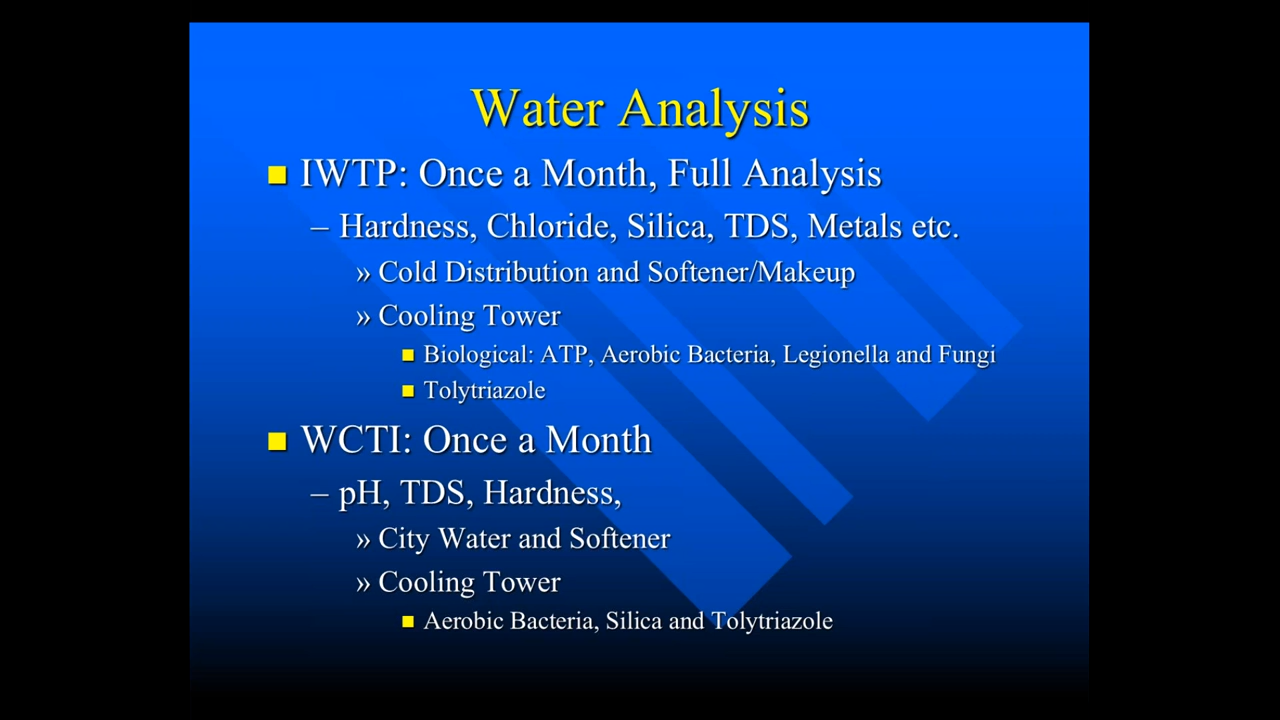 Water Analysis
IWTP: Once a Month, Full Analysis
– Hardness, Chloride, Silica, TDS, Metals etc.
» Cold Distribution and Softener/Makeup
» Cooling Tower
Biological: ATP, Aerobic Bacteria, Legionella and Fungi
Tolytriazole
WCTI: Once a Month
– pH, TDS, Hardness,
» City Water and Softener
» Cooling Tower
Aerobic Bacteria, Silica and Tolytriazole